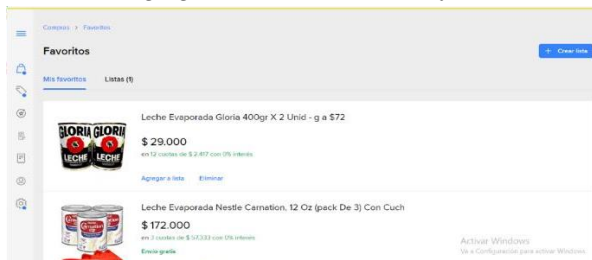 Compras > Favoritos
Favoritos
+ Crear lista
Mis favoritos Listas (1)
Leche Evaporada Gloria 400gr X 2 Unid - g a $72
GLORIA GLORIA
LECHE LECHE
$ 29.000
en 12 cuotas de $ 2.417 con 0% interés
Agregar a lista Eliminar
Leche Evaporada Nestle Carnation, 12 Oz (pack De 3) Con Cuch
$ 172.000
en 3 cuotas de $ 57.333 con 0% interés
Envío gratis
Activar Windows
Ve a Configuración para activar Windows.